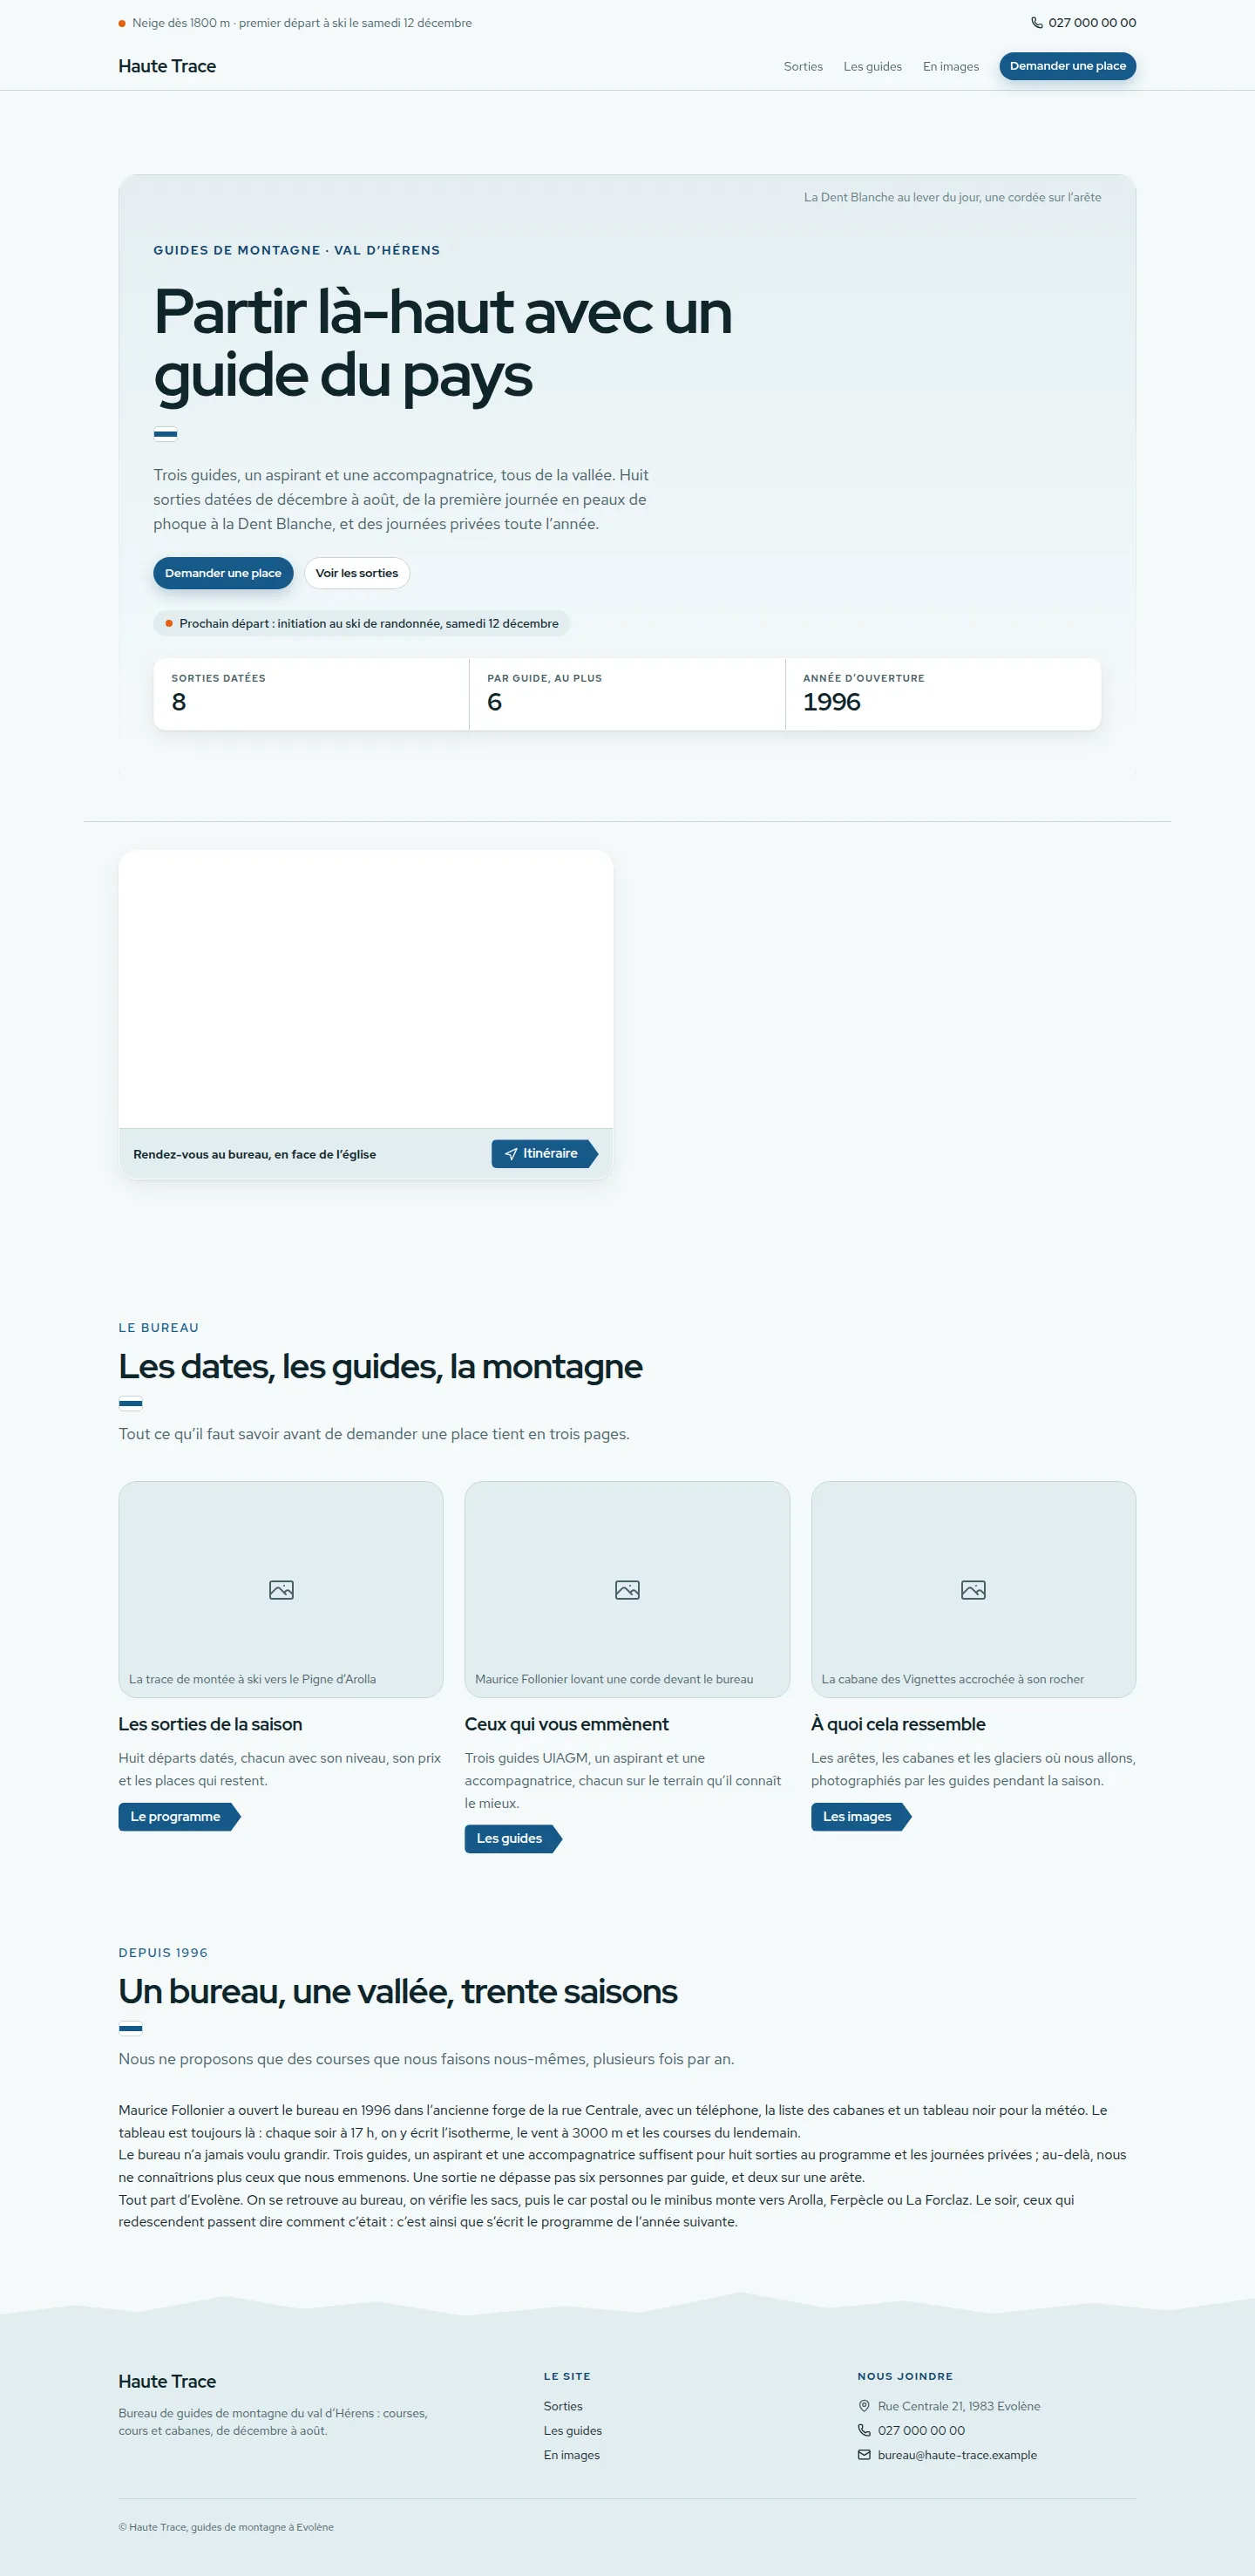 Neige dès 1800 m · premier départ à ski le samedi 12 décembre
027 000 00 00
Haute Trace
Sorties
Les guides
En images
Demander une place
La Dent Blanche au lever du jour, une cordée sur l’arête
GUIDES DE MONTAGNE · VAL D’HÉRENS
Partir là-haut avec un
guide du pays
Trois guides, un aspirant et une accompagnatrice, tous de la vallée. Huit
sorties datées de décembre à août, de la première journée en peaux de
phoque à la Dent Blanche, et des journées privées toute l’année.
Demander une place
Voir les sorties
Prochain départ : initiation au ski de randonnée, samedi 12 décembre
SORTIES DATÉES
8
PAR GUIDE, AU PLUS
6
ANNÉE D’OUVERTURE
1996
Rendez-vous au bureau, en face de l’église
Itinéraire
LE BUREAU
Les dates, les guides, la montagne
Tout ce qu’il faut savoir avant de demander une place tient en trois pages.
La trace de montée à ski vers le Pigne d’Arolla
Les sorties de la saison
Huit départs datés, chacun avec son niveau, son prix
et les places qui restent.
Le programme
Maurice Follonier lovant une corde devant le bureau
Ceux qui vous emmènent
Trois guides UIAGM, un aspirant et une
accompagnatrice, chacun sur le terrain qu’il connaît
le mieux.
Les guides
La cabane des Vignettes accrochée à son rocher
À quoi cela ressemble
Les arêtes, les cabanes et les glaciers où nous allons,
photographiés par les guides pendant la saison.
Les images
DEPUIS 1996
Un bureau, une vallée, trente saisons
Nous ne proposons que des courses que nous faisons nous-mêmes, plusieurs fois par an.
Maurice Follonier a ouvert le bureau en 1996 dans l’ancienne forge de la rue Centrale, avec un téléphone, la liste des cabanes et un tableau noir pour la météo. Le
tableau est toujours là : chaque soir à 17 h, on y écrit l’isotherme, le vent à 3000 m et les courses du lendemain.
Le bureau n’a jamais voulu grandir. Trois guides, un aspirant et une accompagnatrice suffisent pour huit sorties au programme et les journées privées ; au-delà, nous
ne connaîtrions plus ceux que nous emmenons. Une sortie ne dépasse pas six personnes par guide, et deux sur une arête.
Tout part d’Evolène. On se retrouve au bureau, on vérifie les sacs, puis le car postal ou le minibus monte vers Arolla, Ferpècle ou La Forclaz. Le soir, ceux qui
redescendent passent dire comment c’était : c’est ainsi que s’écrit le programme de l’année suivante.
Haute Trace
Bureau de guides de montagne du val d’Hérens : courses,
cours et cabanes, de décembre à août.
LE SITE
Sorties
Les guides
En images
NOUS JOINDRE
Rue Centrale 21, 1983 Evolène
027 000 00 00
bureau@haute-trace.example
© Haute Trace, guides de montagne à Evolène